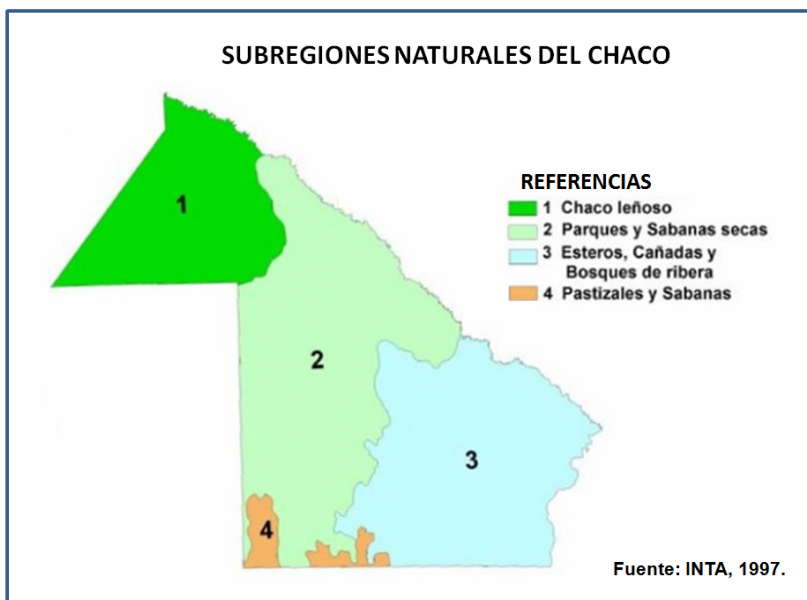 SUBREGIONES NATURALES DEL CHACO
REFERENCIAS
1 Chaco leñoso
2 Parques y Sabanas secas
3 Esteros, Cañadas y
Bosques de ribera
4 Pastizales y Sabanas
1
2
3
4
Fuente: INTA, 1997.